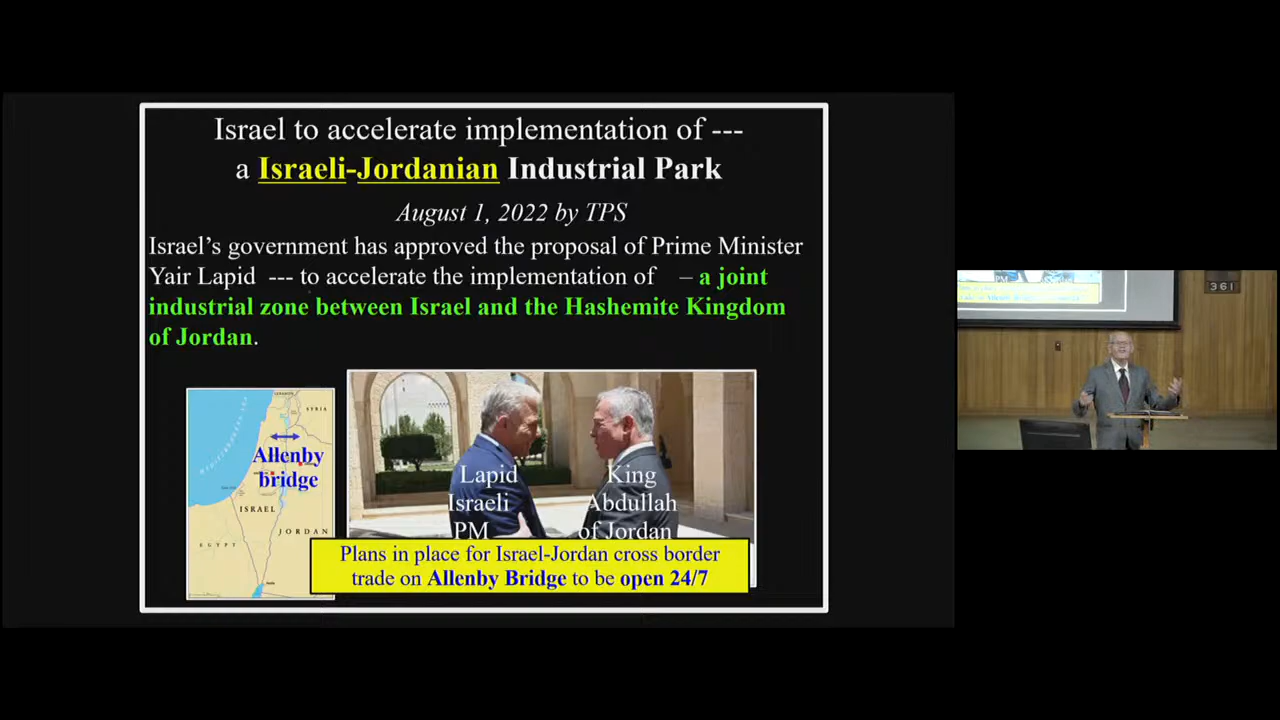 Israel to accelerate implementation of ---
a Israeli-Jordanian Industrial Park
August 1, 2022 by TPS
Israel’s government has approved the proposal of Prime Minister
Yair Lapid --- to accelerate the implementation of – a joint
industrial zone between Israel and the Hashemite Kingdom
of Jordan.
LEBANON
SYRIA
Allenby
bridge
ISRAEL
JORDAN
EGYPT
Lapid
Israeli
PM
King
Abdullah
of Jordan
Plans in place for Israel-Jordan cross border
trade on Allenby Bridge to be open 24/7
361